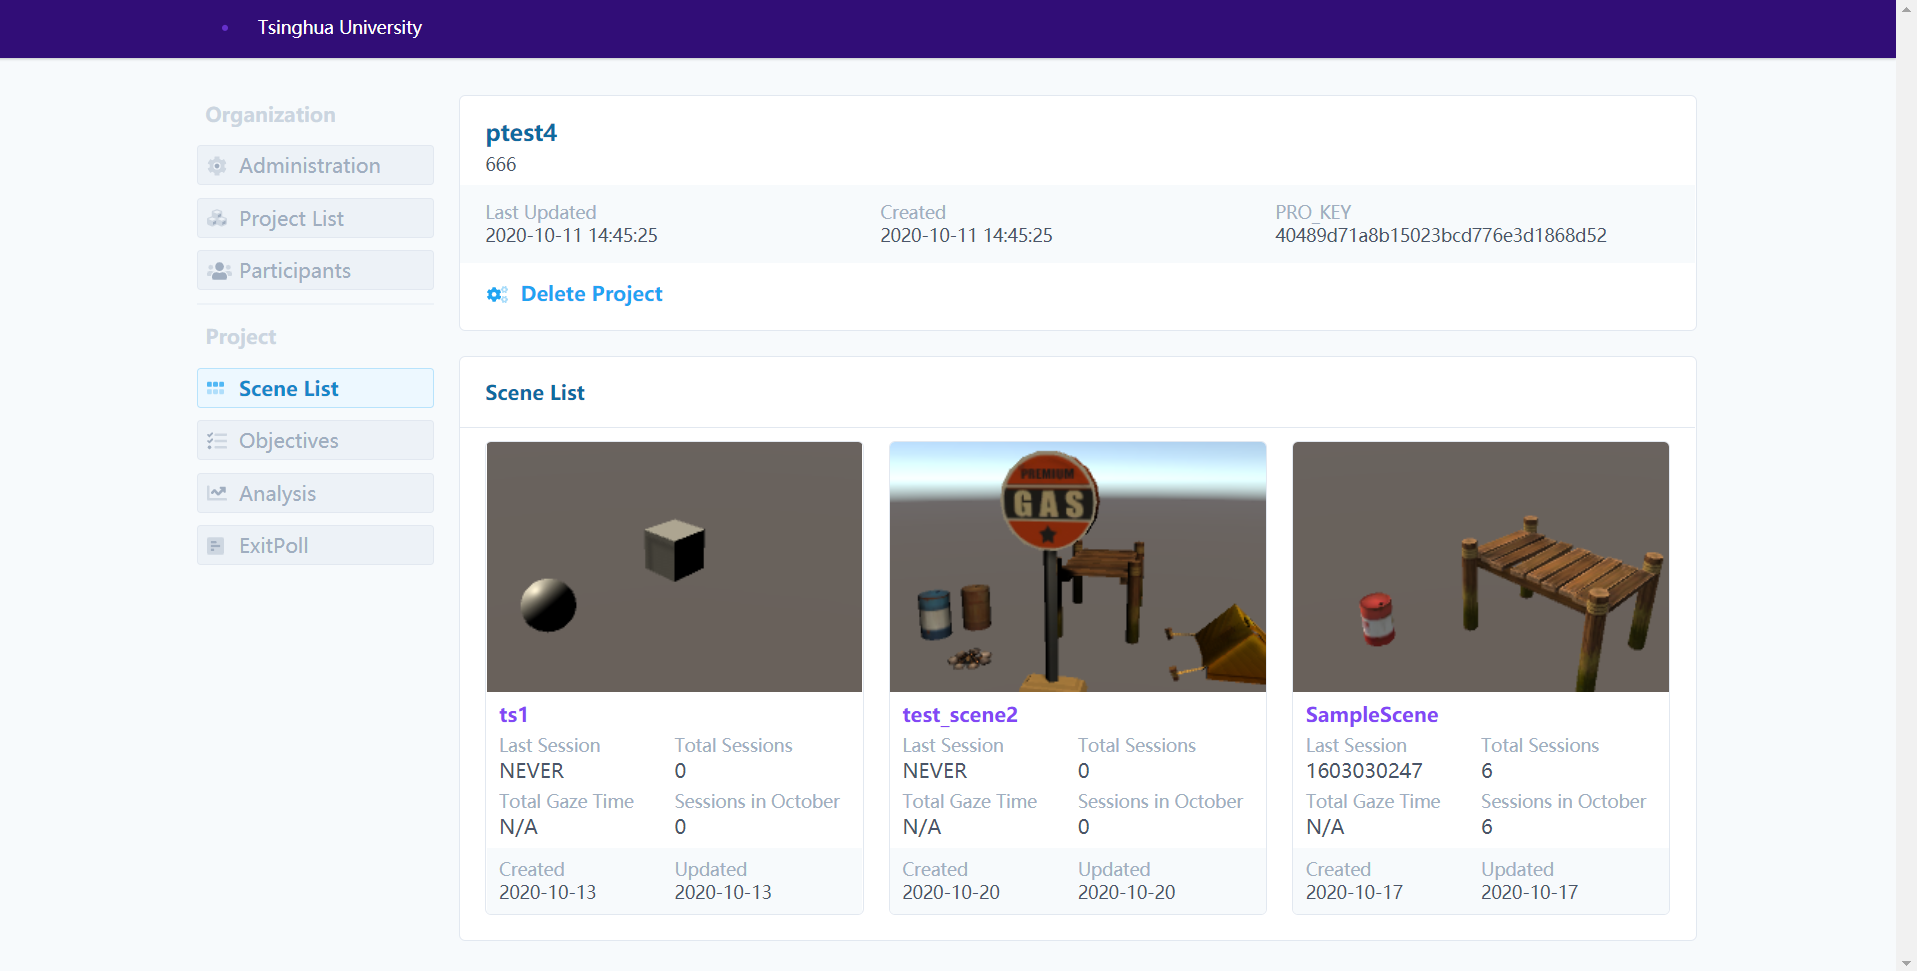 Tsinghua University
Organization
Administration
Project List
Participants
Project
Scene List
Objectives
Analysis
ExitPoll
ptest4
666
Last Updated
2020-10-11 14:45:25
Created
2020-10-11 14:45:25
PRO_KEY
40489d71a8b15023bcd776e3d1868d52
Delete Project
Scene List
PREMIUM
GAS
ts1
Last Session
NEVER
Total Sessions
0
Total Gaze Time
N/A
Sessions in October
0
Created
2020-10-13
Updated
2020-10-13
test_scene2
Last Session
NEVER
Total Sessions
0
Total Gaze Time
N/A
Sessions in October
0
Created
2020-10-20
Updated
2020-10-20
SampleScene
Last Session
1603030247
Total Sessions
6
Total Gaze Time
N/A
Sessions in October
6
Created
2020-10-17
Updated
2020-10-17